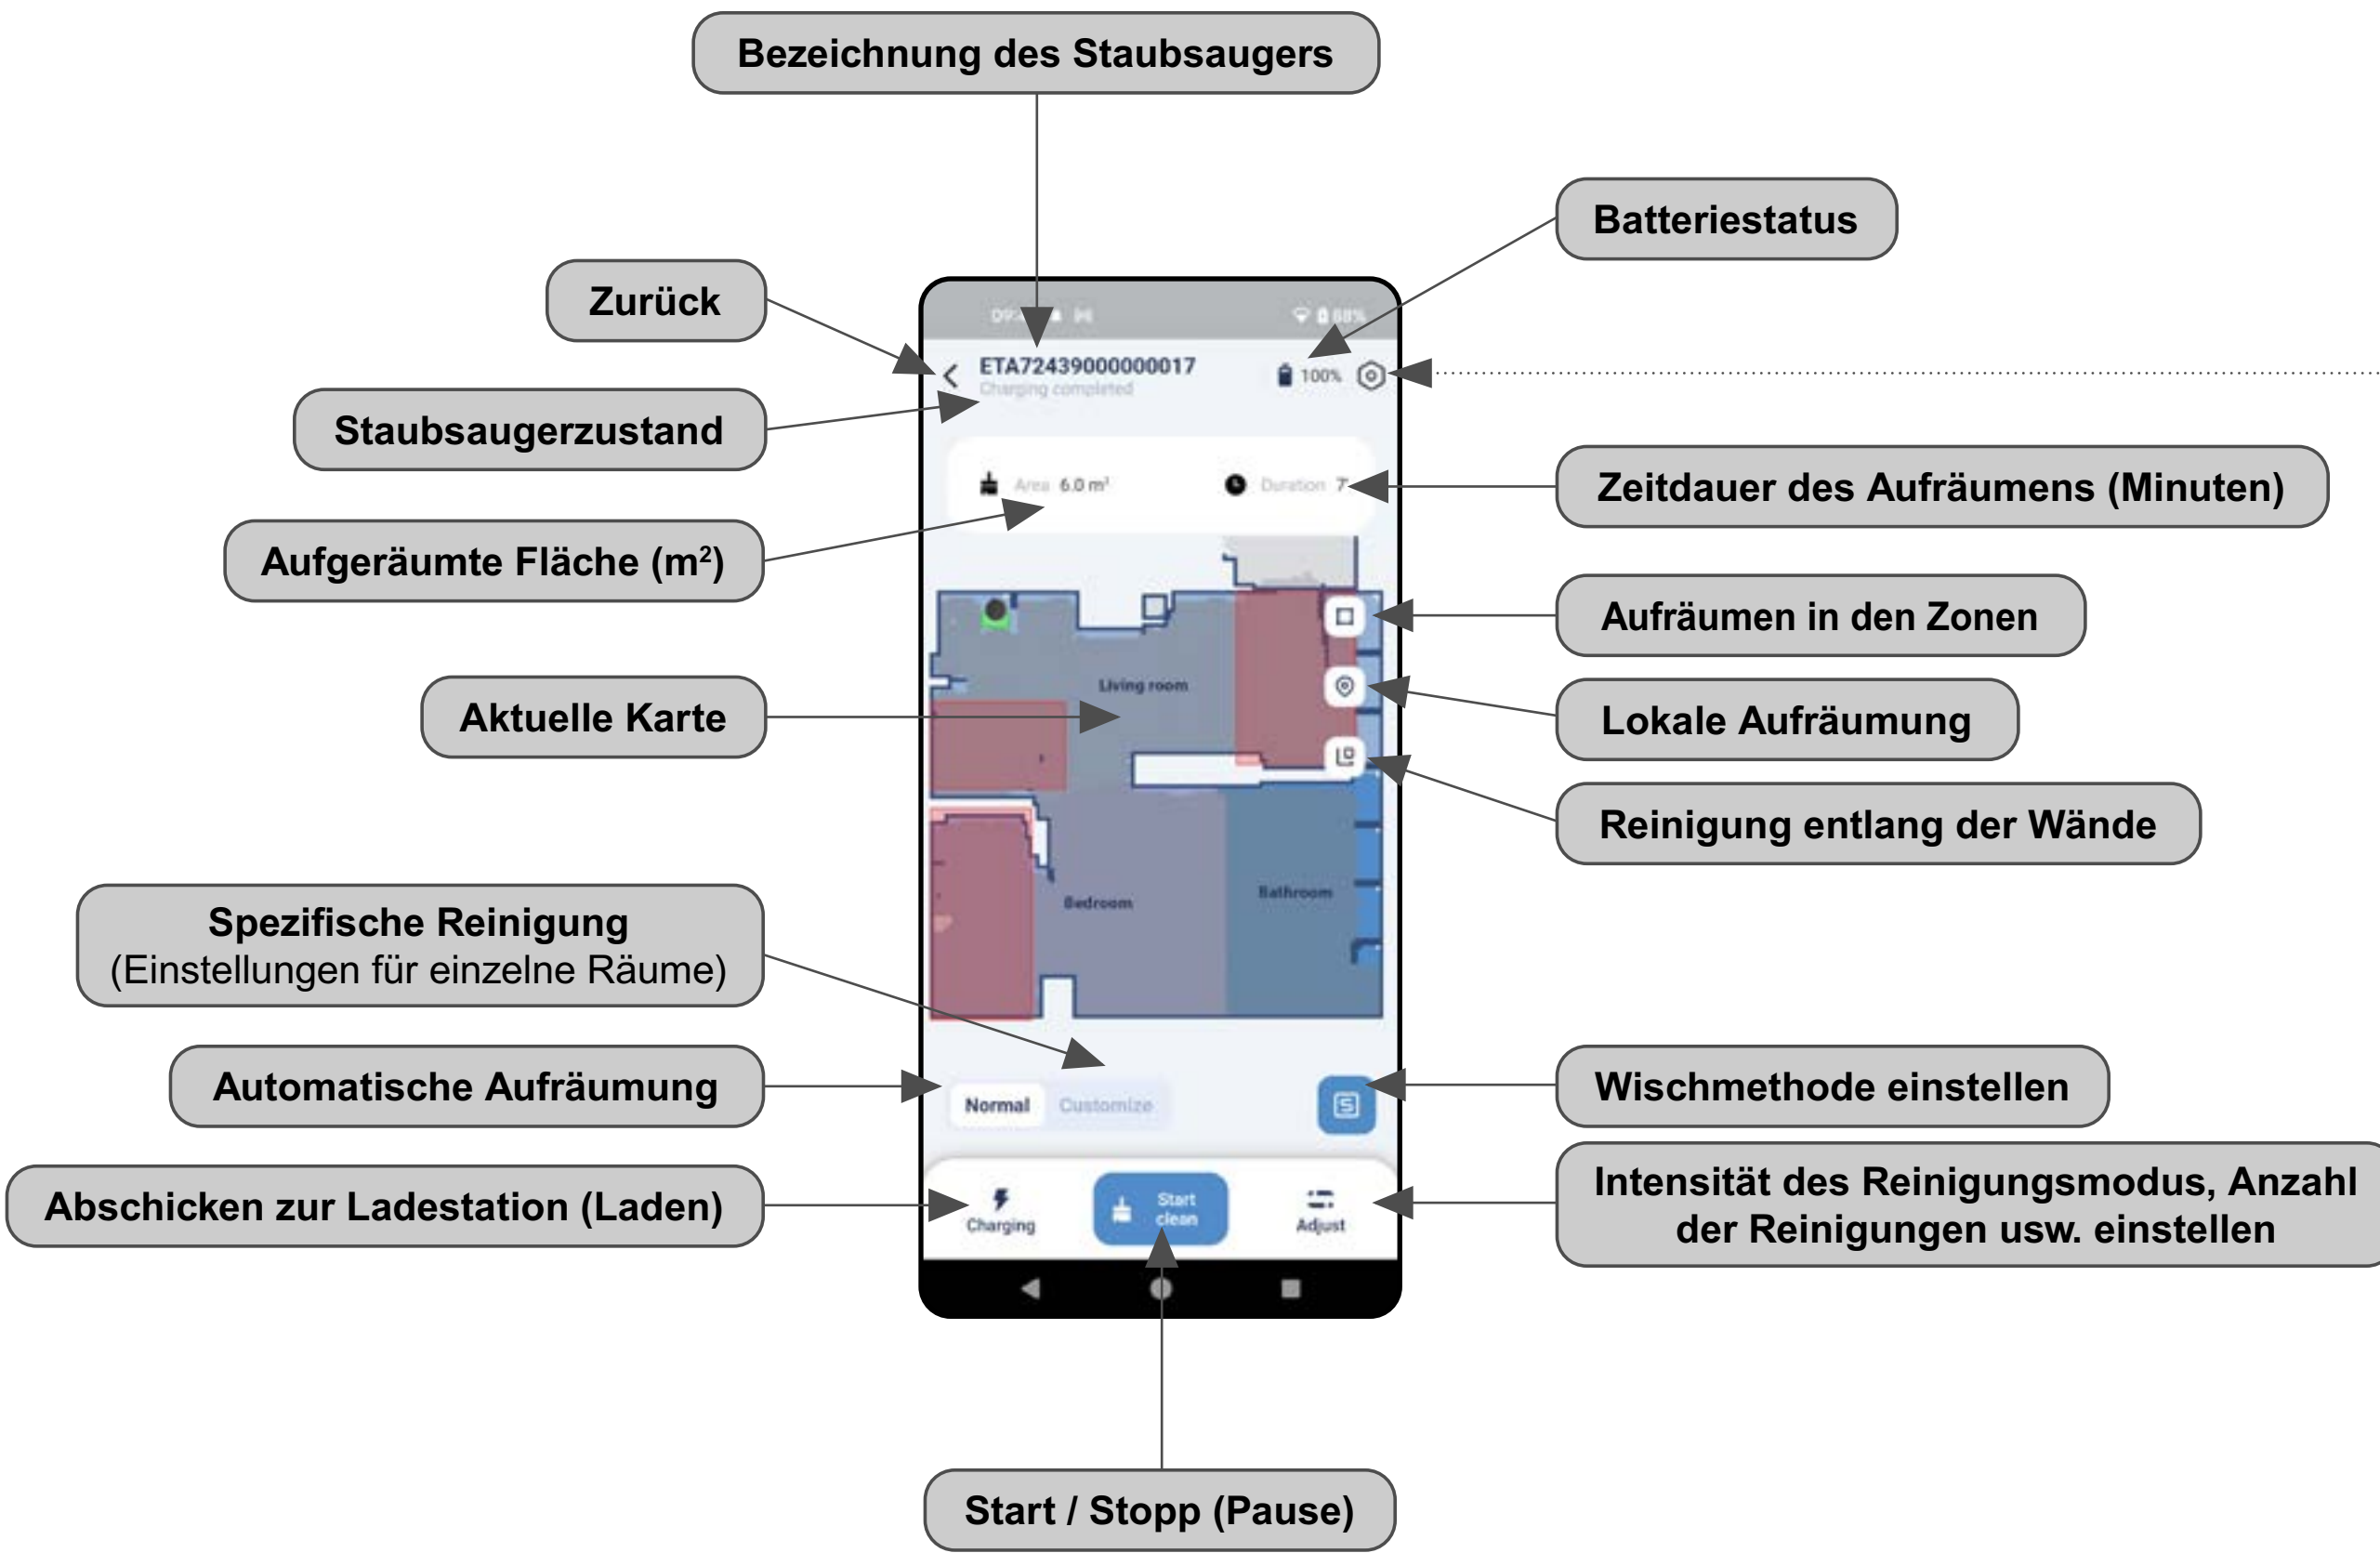 Bezeichnung des Staubsaugers
Batteriestatus
Zurück
88%
ETA72439000000017
100%
Charging completed
Staubsaugerzustand
Area 6.0 m²
Duration 7'
Zeitdauer des Aufräumens (Minuten)
Aufgeräumte Fläche (m²)
Aufräumen in den Zonen
Living room
Lokale Aufräumung
Aktuelle Karte
Reinigung entlang der Wände
Bedroom
Bathroom
Spezifische Reinigung
(Einstellungen für einzelne Räume)
Automatische Aufräumung
Normal
Customize
Wischmethode einstellen
Abschicken zur Ladestation (Laden)
Charging
Start
clean
Adjust
Intensität des Reinigungsmodus, Anzahl
der Reinigungen usw. einstellen
Start / Stopp (Pause)